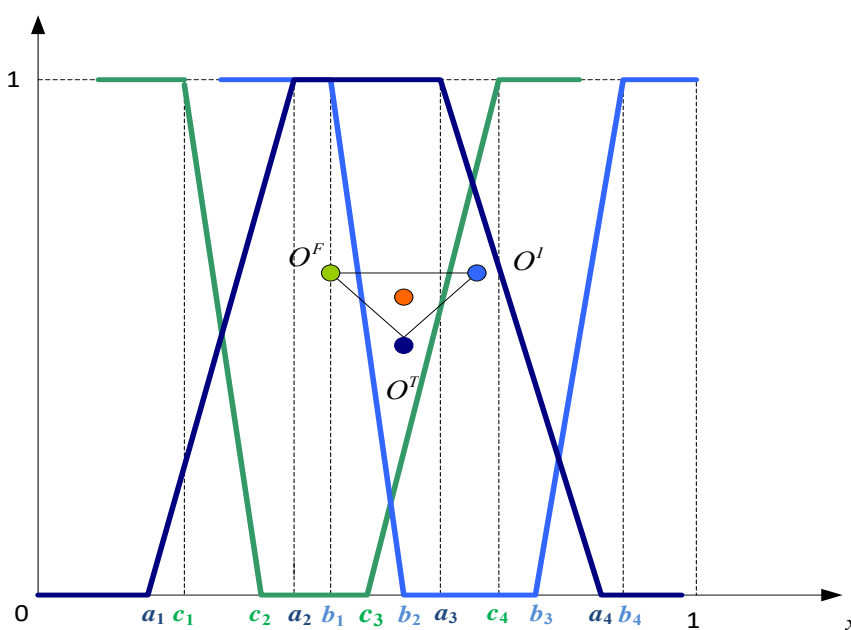 1
O^F
O^I
O^T
0 a₁ c₁ c₂ a₂ b₁ c₃ b₂ a₃ c₄ b₃ a₄ b₄ 1 x